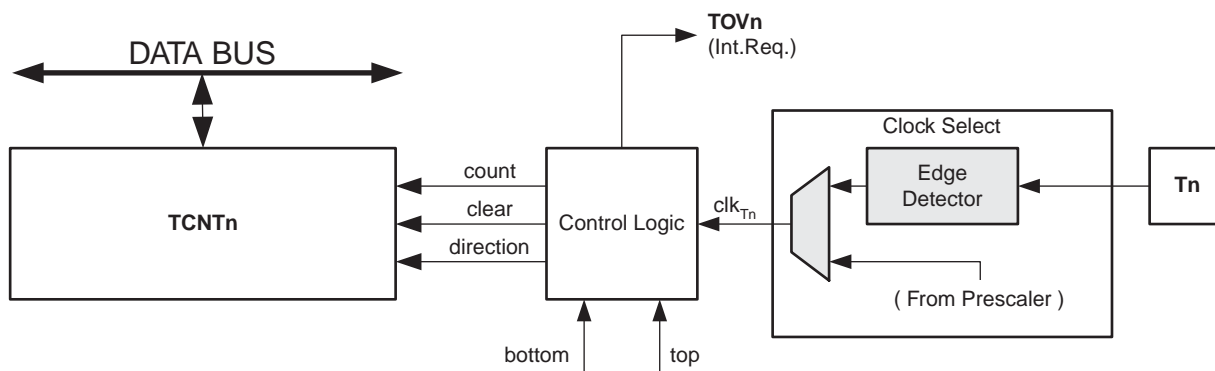 TOVn
(Int.Req.)
DATA BUS
Clock Select
count
Edge
Detector
Tn
clear
TCNTn
Control Logic
clkTn
direction
( From Prescaler )
bottom
top